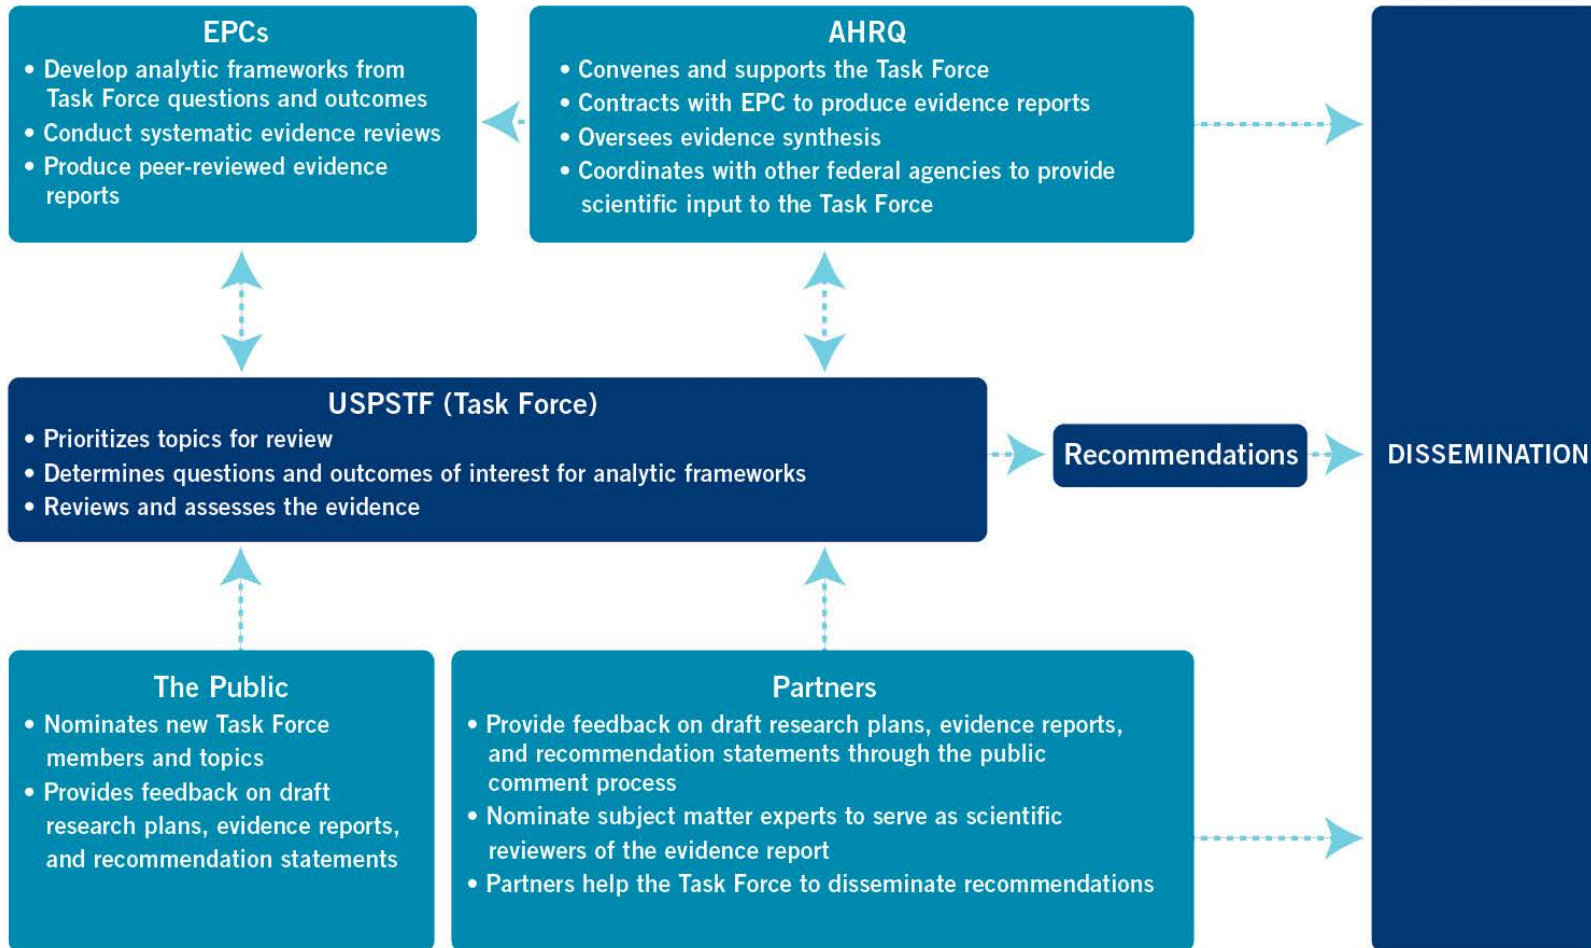 EPCs
• Develop analytic frameworks from
Task Force questions and outcomes
• Conduct systematic evidence reviews
• Produce peer-reviewed evidence
reports
AHRQ
• Convenes and supports the Task Force
• Contracts with EPC to produce evidence reports
• Oversees evidence synthesis
• Coordinates with other federal agencies to provide
scientific input to the Task Force
USPSTF (Task Force)
• Prioritizes topics for review
• Determines questions and outcomes of interest for analytic frameworks
• Reviews and assesses the evidence
Recommendations
DISSEMINATION
The Public
• Nominates new Task Force
members and topics
• Provides feedback on draft
research plans, evidence reports,
and recommendation statements
Partners
• Provide feedback on draft research plans, evidence reports,
and recommendation statements through the public
comment process
• Nominate subject matter experts to serve as scientific
reviewers of the evidence report
• Partners help the Task Force to disseminate recommendations